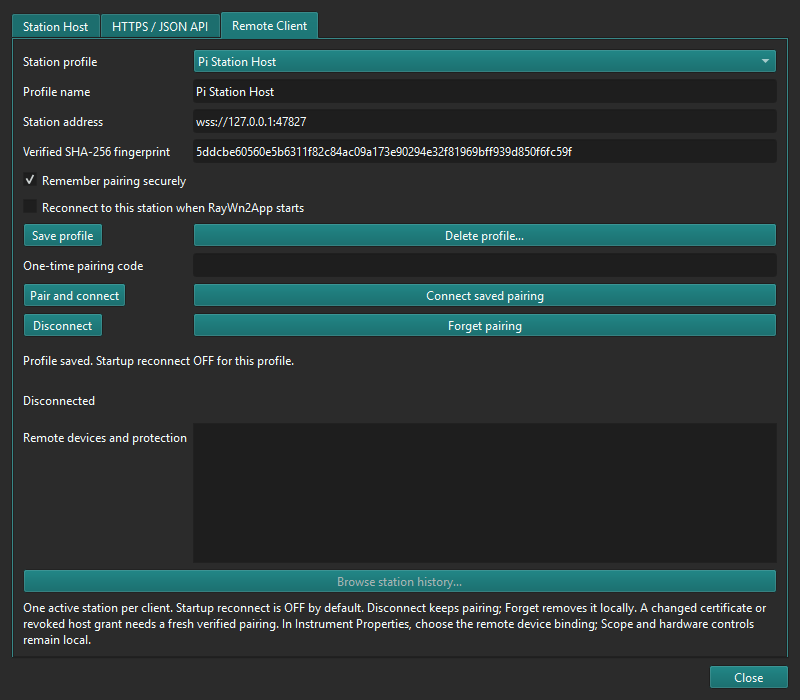 Station Host HTTPS / JSON API Remote Client
Station profile Pi Station Host
Profile name Pi Station Host
Station address wss://127.0.0.1:47827
Verified SHA-256 fingerprint 5ddcbe60560e5b6311f82c84ac09a173e90294e32f81969bff939d850f6fc59f
Remember pairing securely
Reconnect to this station when RayWn2App starts
Save profile Delete profile...
One-time pairing code
Pair and connect Connect saved pairing
Disconnect Forget pairing
Profile saved. Startup reconnect OFF for this profile.
Disconnected
Remote devices and protection
Browse station history...
One active station per client. Startup reconnect is OFF by default. Disconnect keeps pairing; Forget removes it locally. A changed certificate or
revoked host grant needs a fresh verified pairing. In Instrument Properties, choose the remote device binding; Scope and hardware controls
remain local.
Close